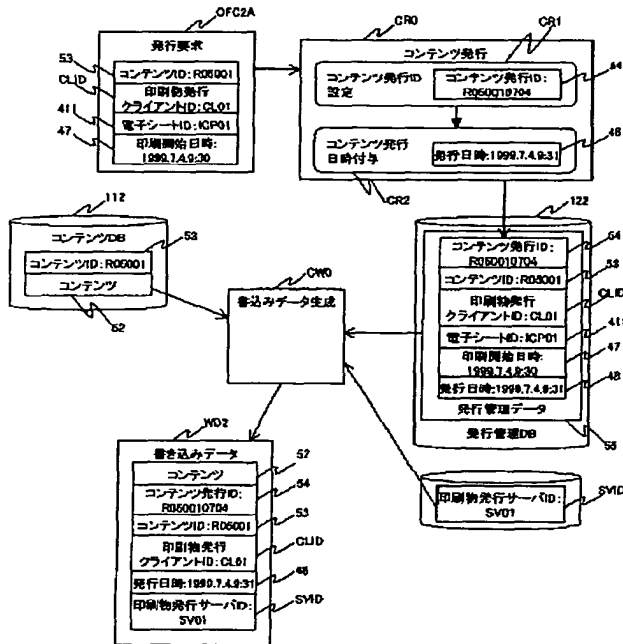 OFC2A
発行要求
53
コンテンツID:R05001
CLID
印刷物発行
クライアントID:CL01
411
電子シートID:ICP01
47
印刷開始日時:
1999.7.4.9:30
CR0
コンテンツ発行
CR1
コンテンツ発行ID
設定
コンテンツ発行ID:
R050010704
コンテンツ発行
日時付与
発行日時:1999.7.4.9:31
48
CR2
112
コンテンツDB
53
コンテンツID:R05001
コンテンツ
52
CW0
書込みデータ生成
122
コンテンツ発行ID:
R050010704
54
コンテンツID:R05001
53
印刷物発行
クライアントID:CL01
CLID
電子シートID:ICP01
411
印刷開始日時:
1999.7.4.9:30
47
発行日時:1999.7.4.9:31
48
発行管理データ
発行管理DB
55
印刷物発行サーバID:
SV01
SVID
WD2
書き込みデータ
コンテンツ
52
コンテンツ発行ID:
R050010704
54
コンテンツID:R05001
53
印刷物発行
クライアントID:CL01
CLID
発行日時:1999.7.4.9:31
48
印刷物発行サーバID:
SV01
SVID